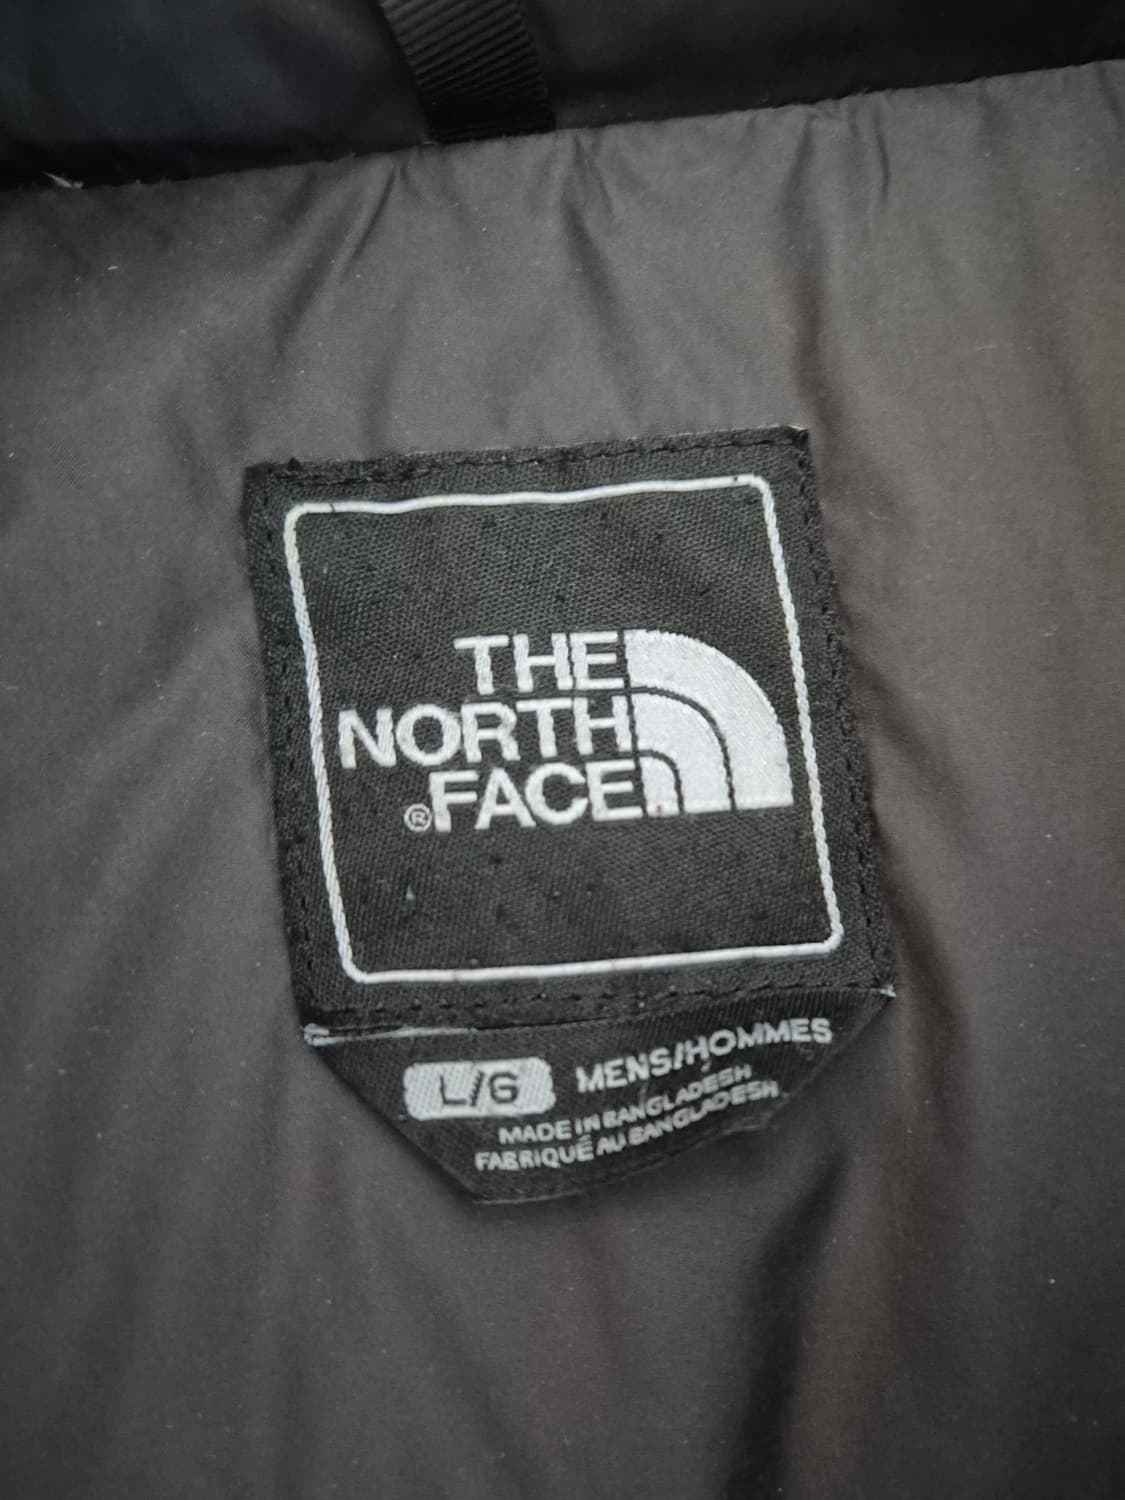 THE
NORTH
®FACE
L/G MENS/HOMMES
MADE IN BANGLADESH
FABRIQUÉ AU BANGLADESH